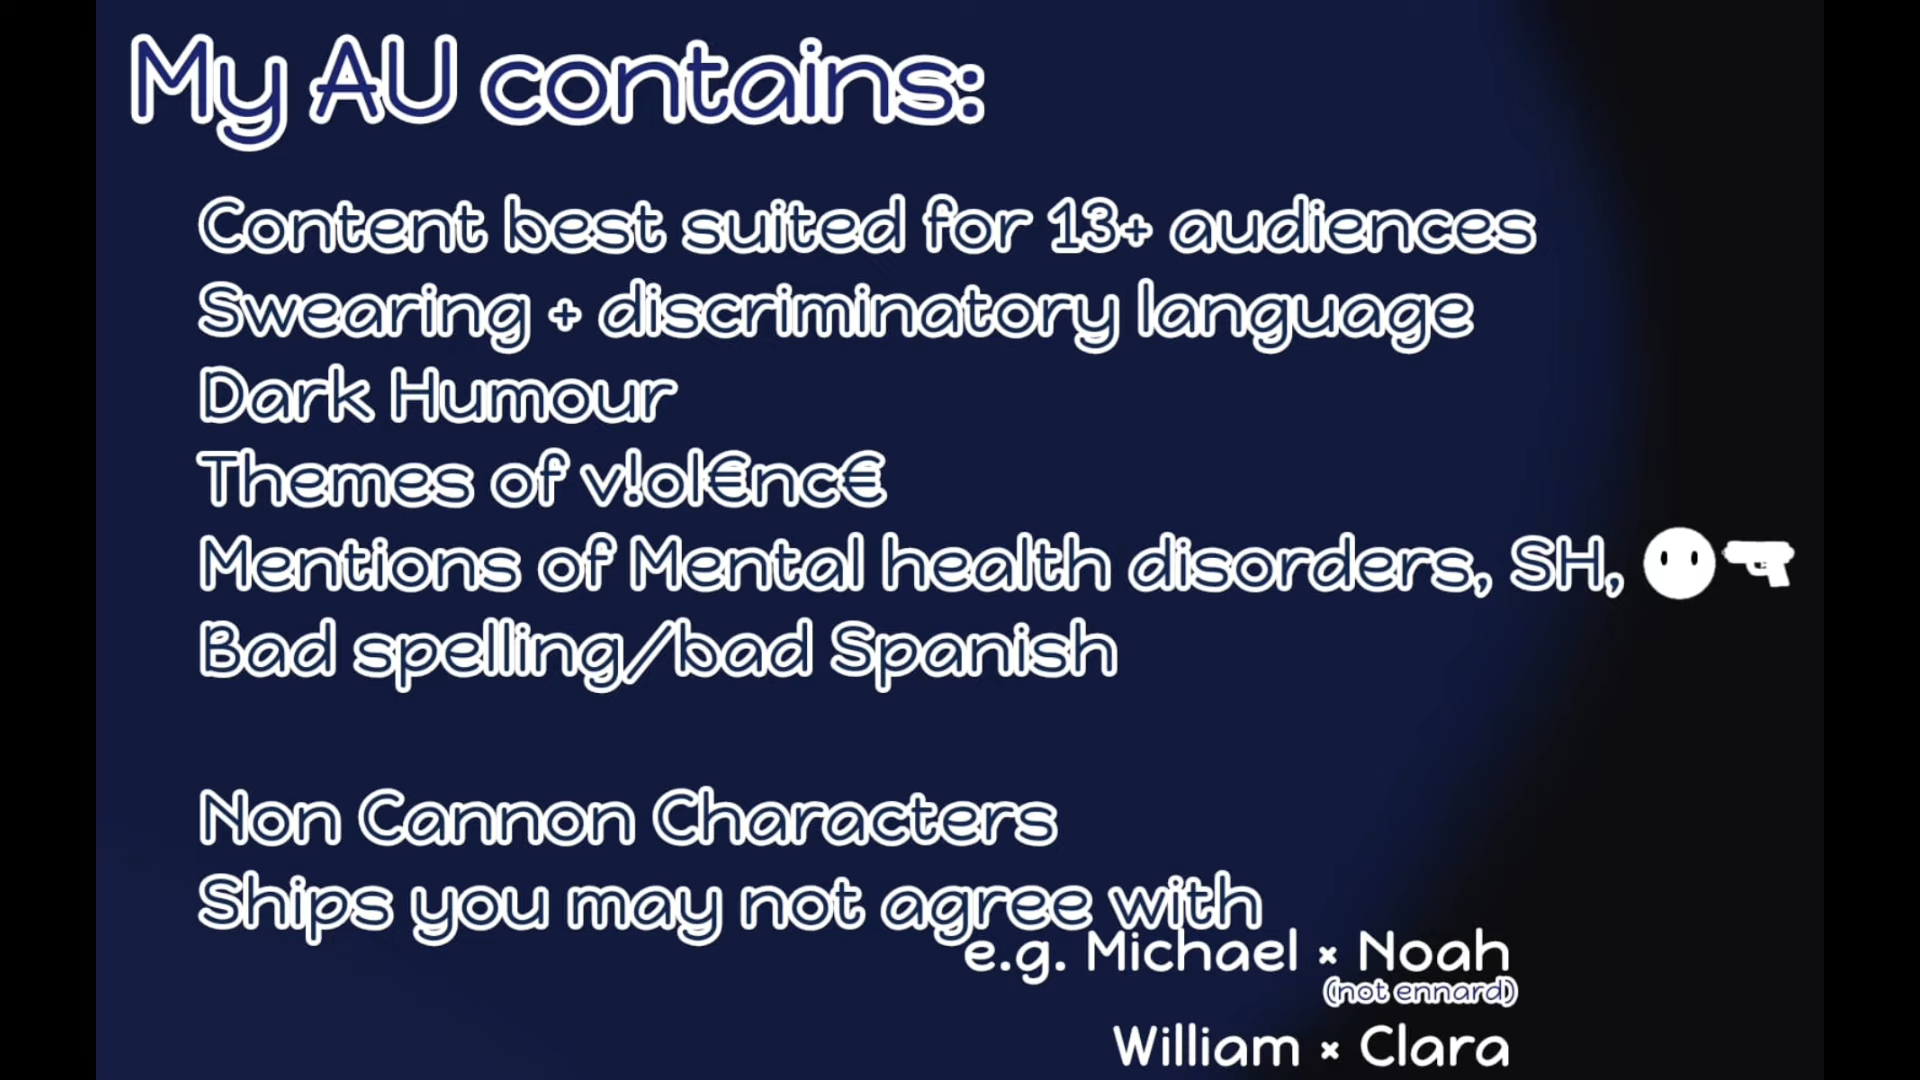 My AU contains:
Content best suited for 13+ audiences
Swearing + discriminatory language
Dark Humour
Themes of v!ol€nc€
Mentions of Mental health disorders, SH, 😶🔫
Bad spelling/bad Spanish
Non Cannon Characters
Ships you may not agree with
e.g. Michael × Noah
(not ennard)
William × Clara